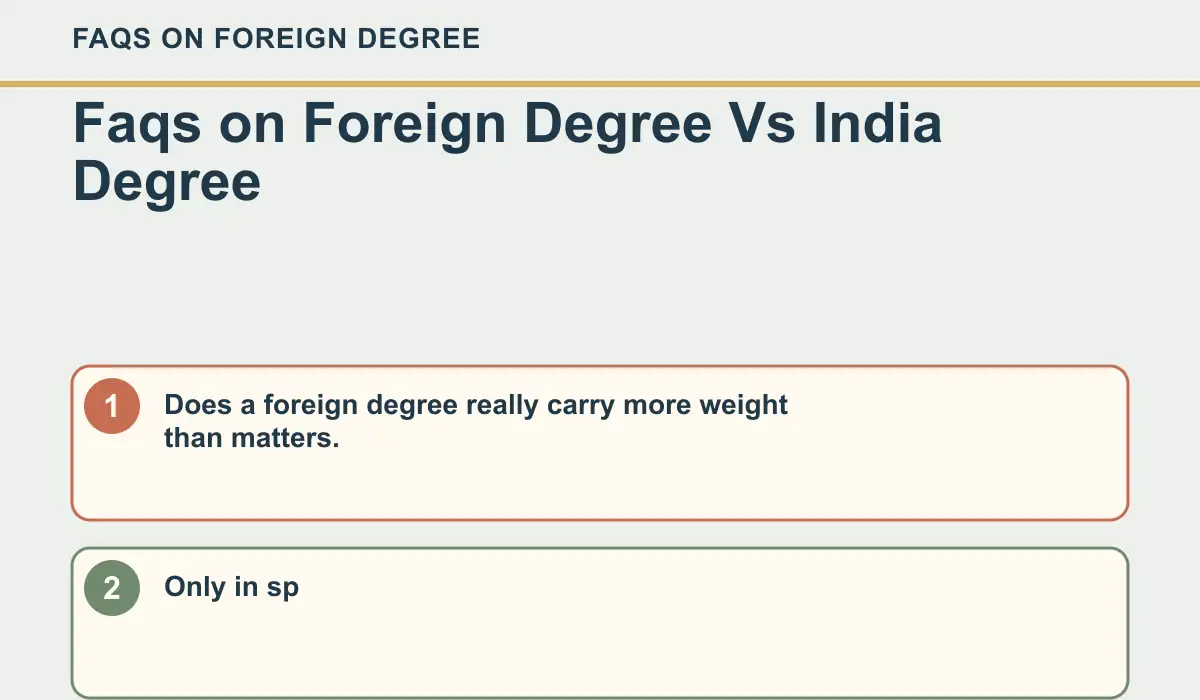 FAQS ON FOREIGN DEGREE
Faqs on Foreign Degree Vs India
Degree
1
Does a foreign degree really carry more weight
than matters.
2
Only in sp